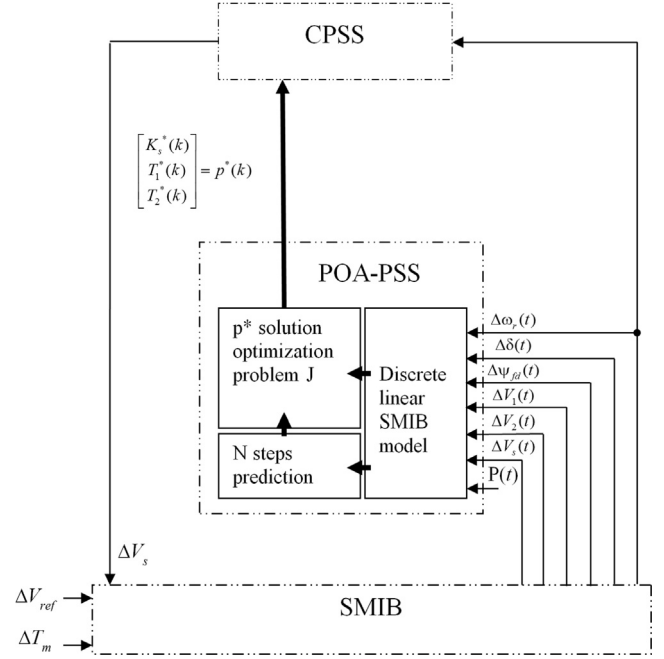 CPSS
K_s^*(k)
T_1^*(k) = p^*(k)
T_2^*(k)
POA-PSS
p* solution
optimization
problem J
Discrete
linear
SMIB
model
N steps
prediction
Δω_r(t)
Δδ(t)
Δψ_fd(t)
ΔV_1(t)
ΔV_2(t)
ΔV_s(t)
P(t)
ΔV_s
ΔV_ref
ΔT_m
SMIB